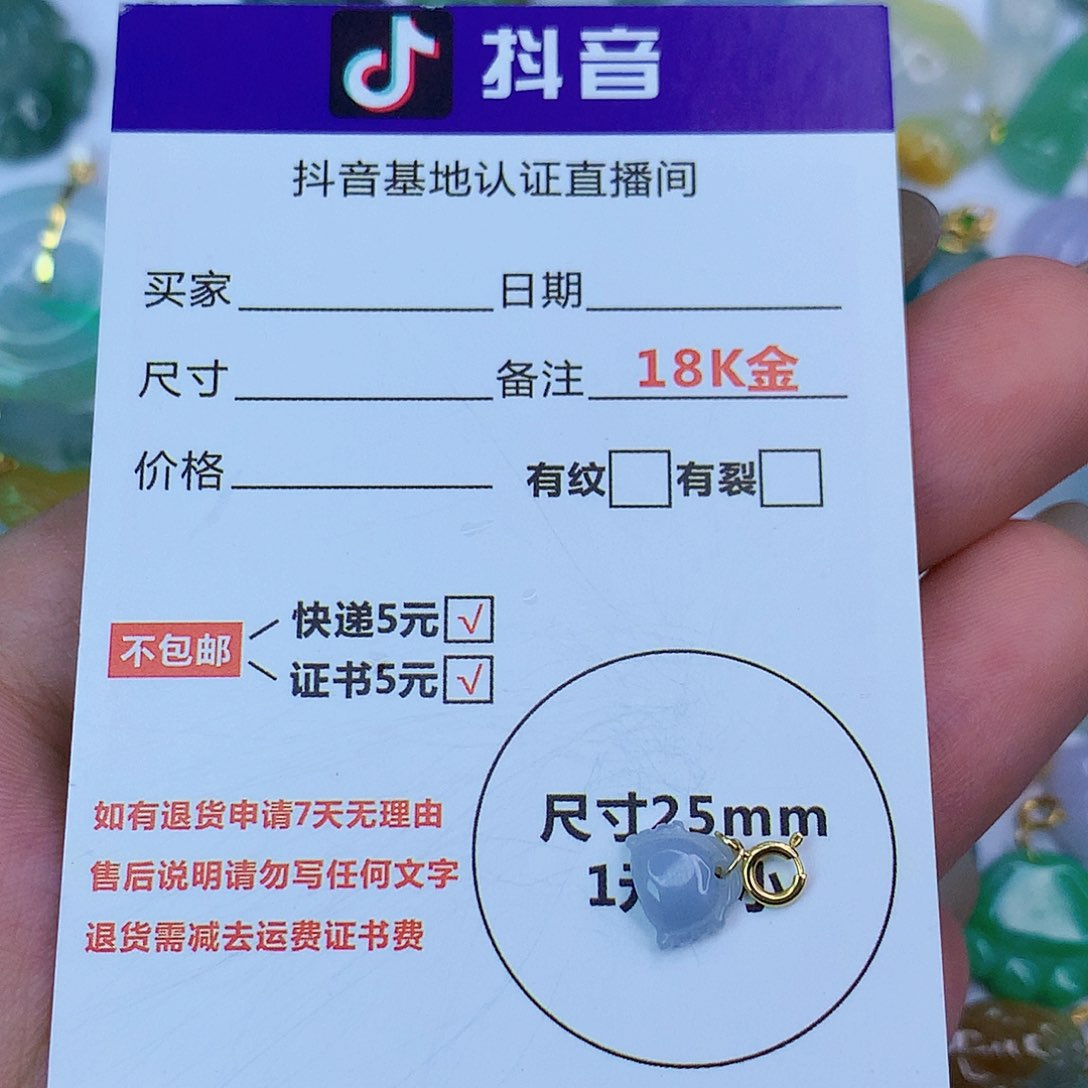 抖音
抖音基地认证直播间
买家 日期
尺寸 备注 18K金
价格 有纹 有裂
不包邮
快递5元 √
证书5元 √
如有退货申请7天无理由
售后说明请勿写任何文字
退货需减去运费证书费
尺寸25mm
1